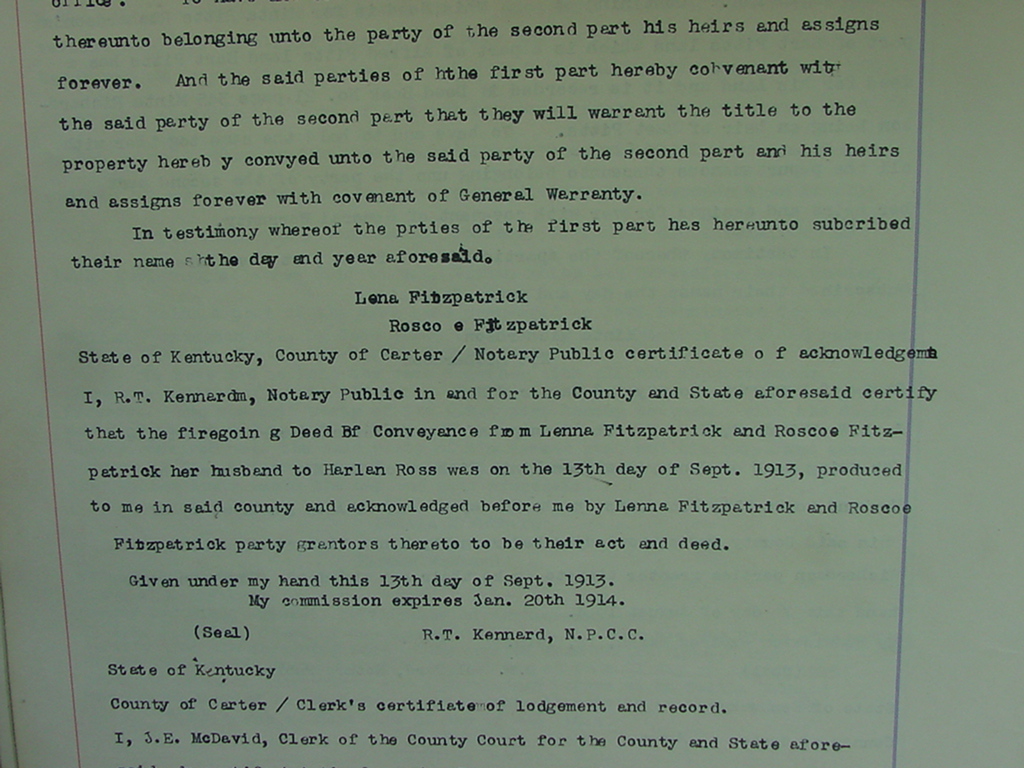 thereunto belonging unto the party of the second part his heirs and assigns
forever. And the said parties of hthe first part hereby covvenant with
the said party of the second part that they will warrant the title to the
property hereb y convyed unto the said party of the second part and his heirs
and assigns forever with covenant of General Warranty.
In testimony whereof the prties of the first part has hereunto subcribed
their name s hthe day and year aforesaid.
Lena Fitzpatrick
Rosco e Fitzpatrick
State of Kentucky, County of Carter / Notary Public certificate o f acknowledgement
I, R.T. Kennardm, Notary Public in and for the County and State aforesaid certify
that the firegoin g Deed Bf Conveyance from Lenna Fitzpatrick and Roscoe Fitz-
patrick her husband to Harlan Ross was on the 13th day of Sept. 1913, produced
to me in said county and acknowledged before me by Lenna Fitzpatrick and Roscoe
Fitzpatrick party grantors thereto to be their act and deed.
Given under my hand this 13th day of Sept. 1913.
My commission expires Jan. 20th 1914.
(Seal) R.T. Kennard, N.P.C.C.
State of Kentucky
County of Carter / Clerk's certifiate of lodgement and record.
I, J.E. McDavid, Clerk of the County Court for the County and State afore-